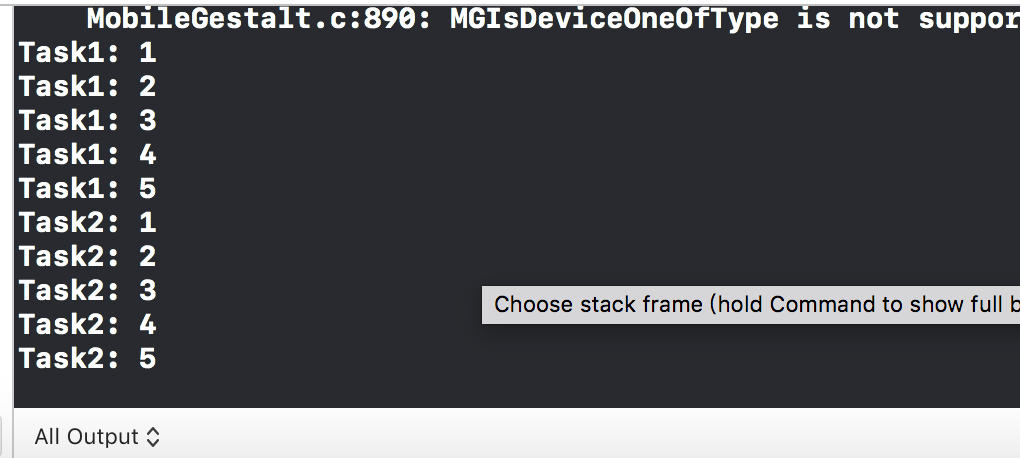 MobileGestalt.c:890: MGIsDeviceOneOfType is not
Task1: 1
Task1: 2
Task1: 3
Task1: 4
Task1: 5
Task2: 1
Task2: 2
Task2: 3
Choose stack frame (hold Command to show full
Task2: 4
Task2: 5
All Output